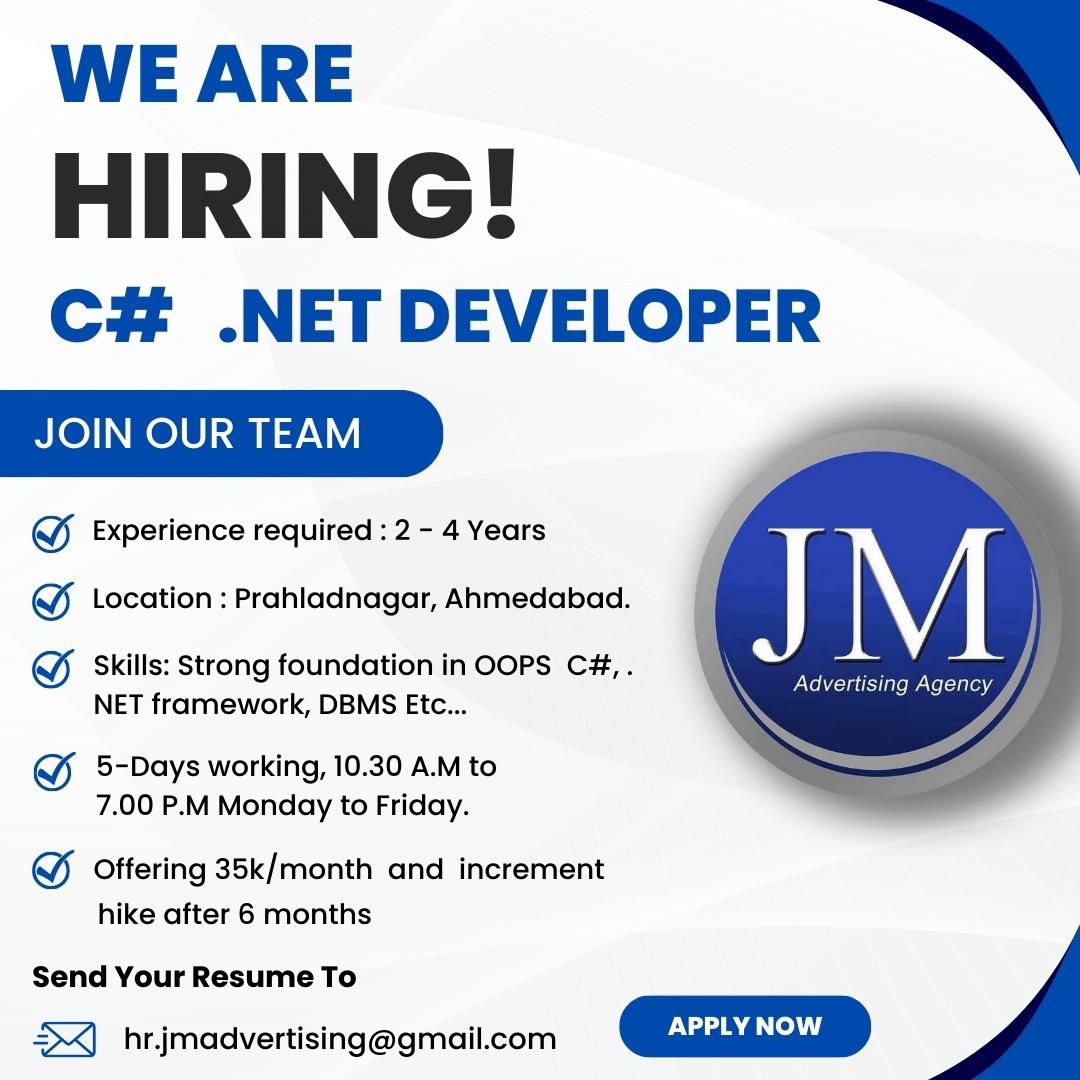 WE ARE
HIRING!
C# .NET DEVELOPER
JOIN OUR TEAM
Experience required : 2 - 4 Years
Location : Prahladnagar, Ahmedabad.
Skills: Strong foundation in OOPS C#, .
NET framework, DBMS Etc...
5-Days working, 10.30 A.M to
7.00 P.M Monday to Friday.
Offering 35k/month and increment
hike after 6 months
JM
Advertising Agency
Send Your Resume To
hr.jmadvertising@gmail.com
APPLY NOW